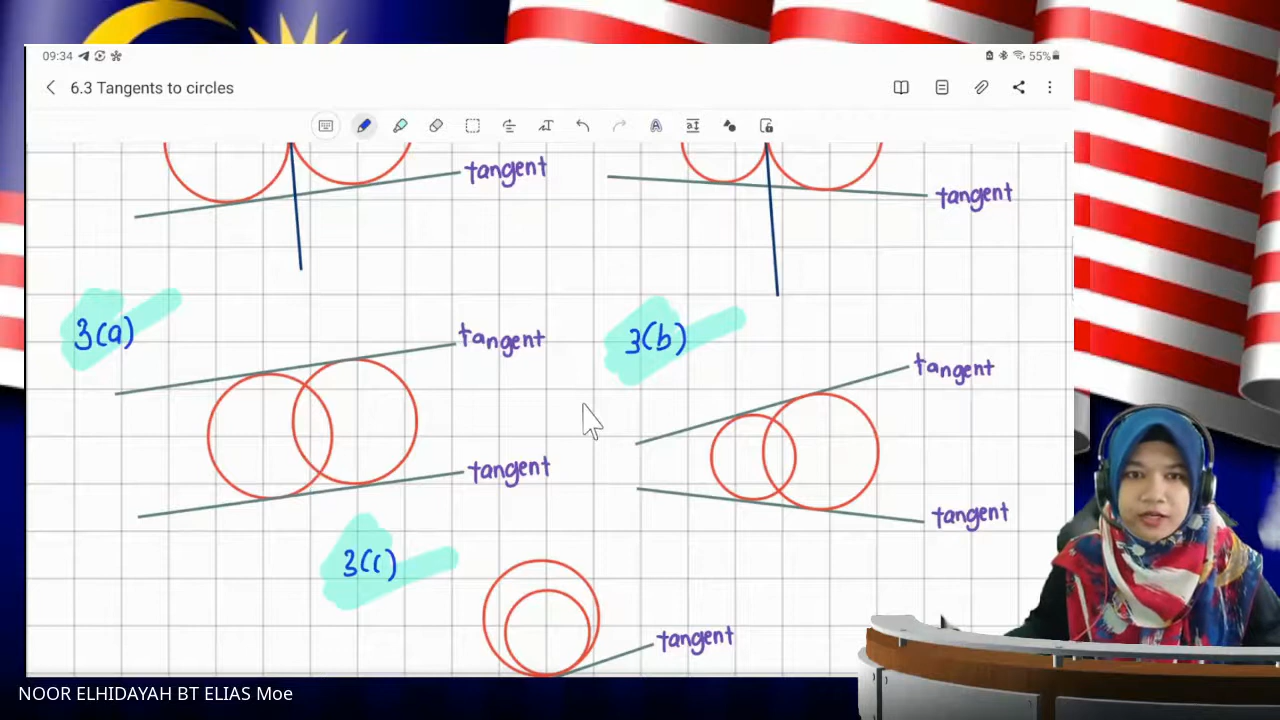 09:34
55%
6.3 Tangents to circles
tangent
tangent
3(a)
tangent
3(b)
tangent
tangent
tangent
3(c)
tangent
NOOR ELHIDAYAH BT ELIAS Moe